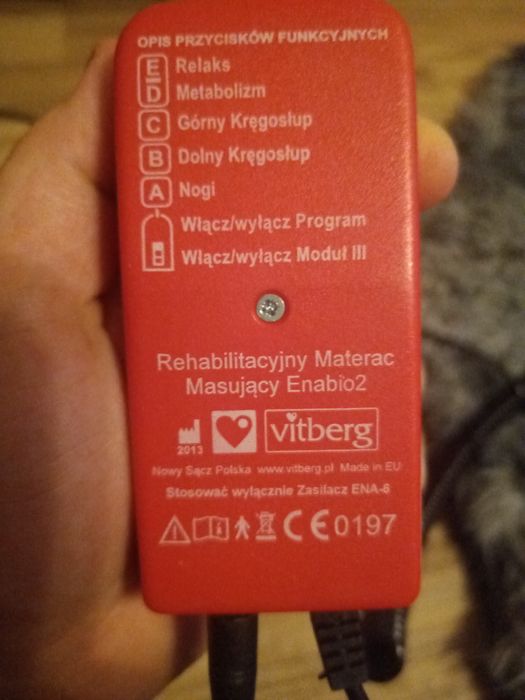 OPIS PRZYCISKÓW FUNKCYJNYCH
E Relaks
D Metabolizm
C Górny Kręgosłup
B Dolny Kręgosłup
A Nogi
Włącz/wyłącz Program
Włącz/wyłącz Moduł III
Rehabilitacyjny Materac
Masujący Enabio2
2013
vitberg
Nowy Sącz Polska www.vitberg.pl Made in EU
Stosować wyłącznie Zasilacz ENA-6
CE 0197